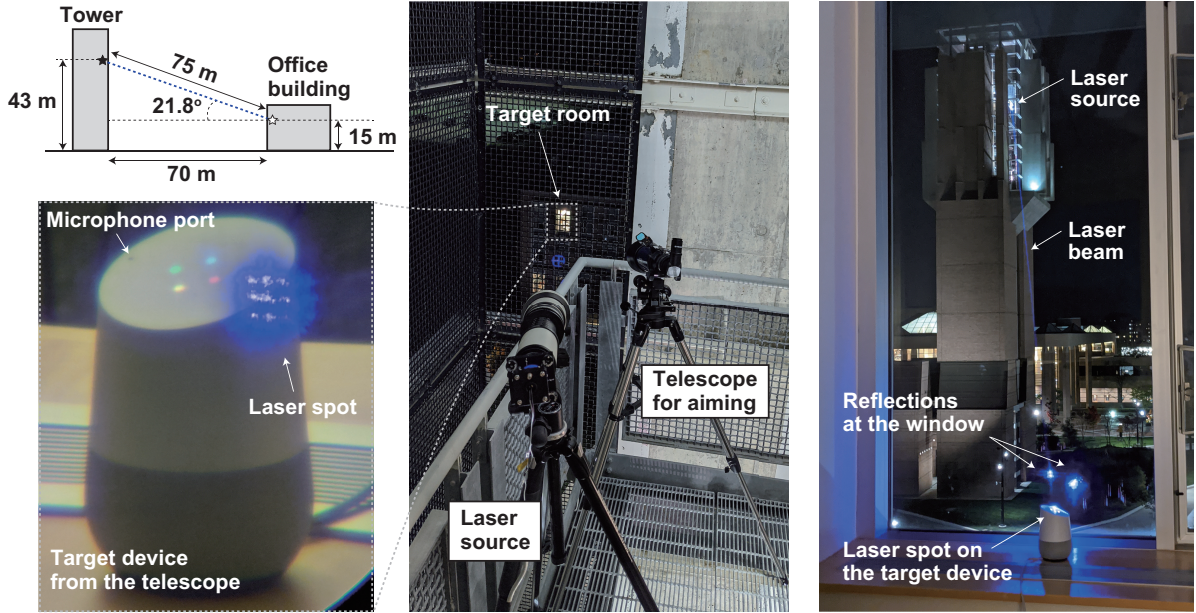 Tower
75 m
Office
building
43 m
21.8°
15 m
70 m
Microphone port
Laser spot
Target device
from the telescope
Target room
Telescope
for aiming
Laser
source
Laser
source
Laser
beam
Reflections
at the window
Laser spot on
the target device